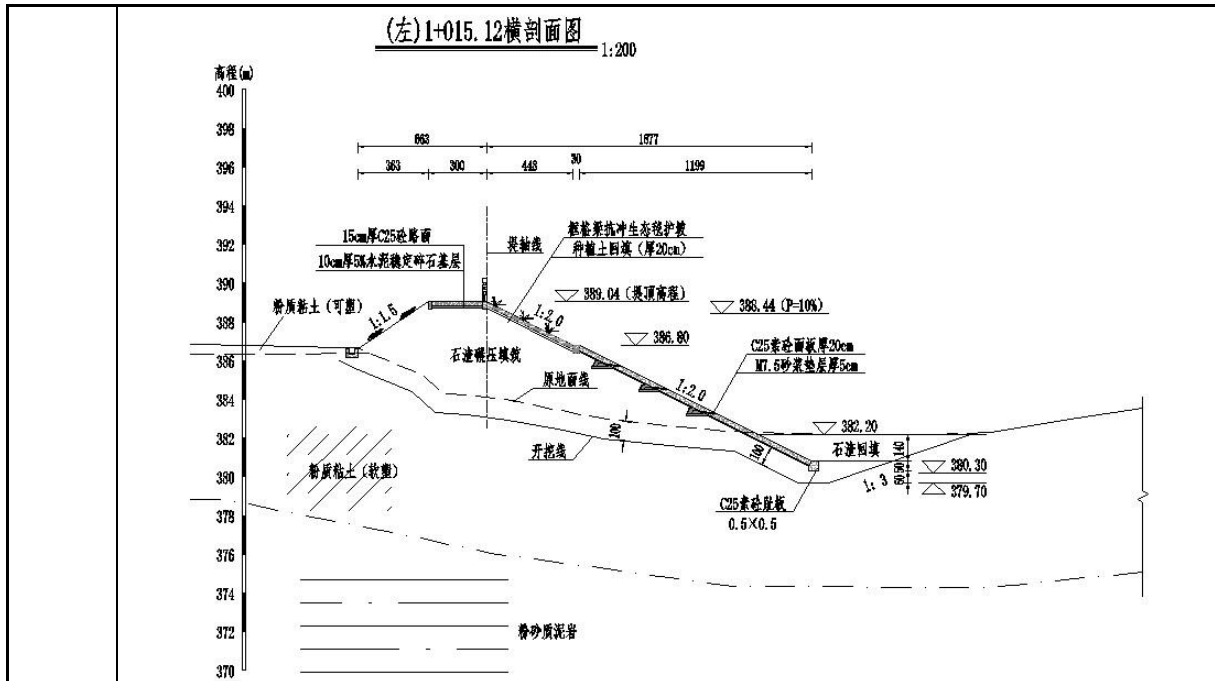 (左)1+015.12横剖面图
1:200
高程(m)
400
398
396
394
392
390
388
386
384
382
380
378
376
374
372
370
663
1677
363
300
448
30
1199
15cm厚C25砼路面
10cm厚5%水泥稳定碎石基层
堤轴线
框格梁抗冲生态毯护坡
种植土回填（厚20cm）
389.04（堤顶高程）
388.44（P=10%）
386.80
粉质粘土（可塑）
1:1.5
1:2.0
石渣碾压填筑
C25素砼面板厚20cm
M7.5砂浆垫层厚5cm
原地面线
1:2.0
100
382.20
开挖线
100
石渣回填
140
50
60
380.30
379.70
1:3
粉质粘土（软塑）
C25素砼趾板
0.5×0.5
粉砂质泥岩